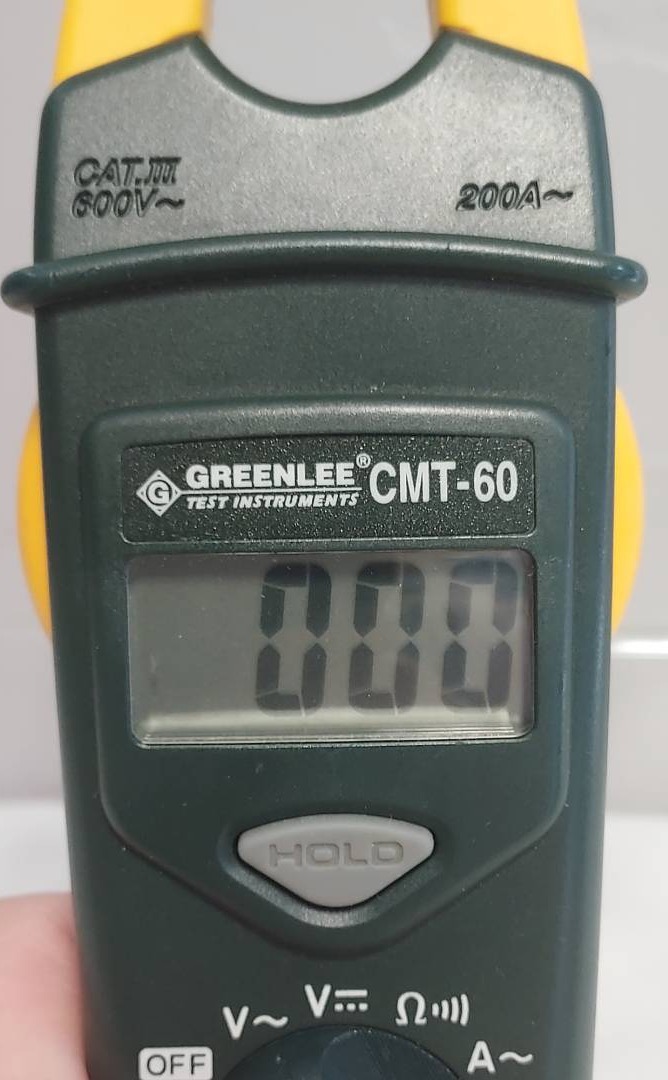 CAT.III
600V~
200A~
GREENLEE® CMT-60
G
TEST INSTRUMENTS
000
HOLD
V~
V⎓
Ω
A~
OFF